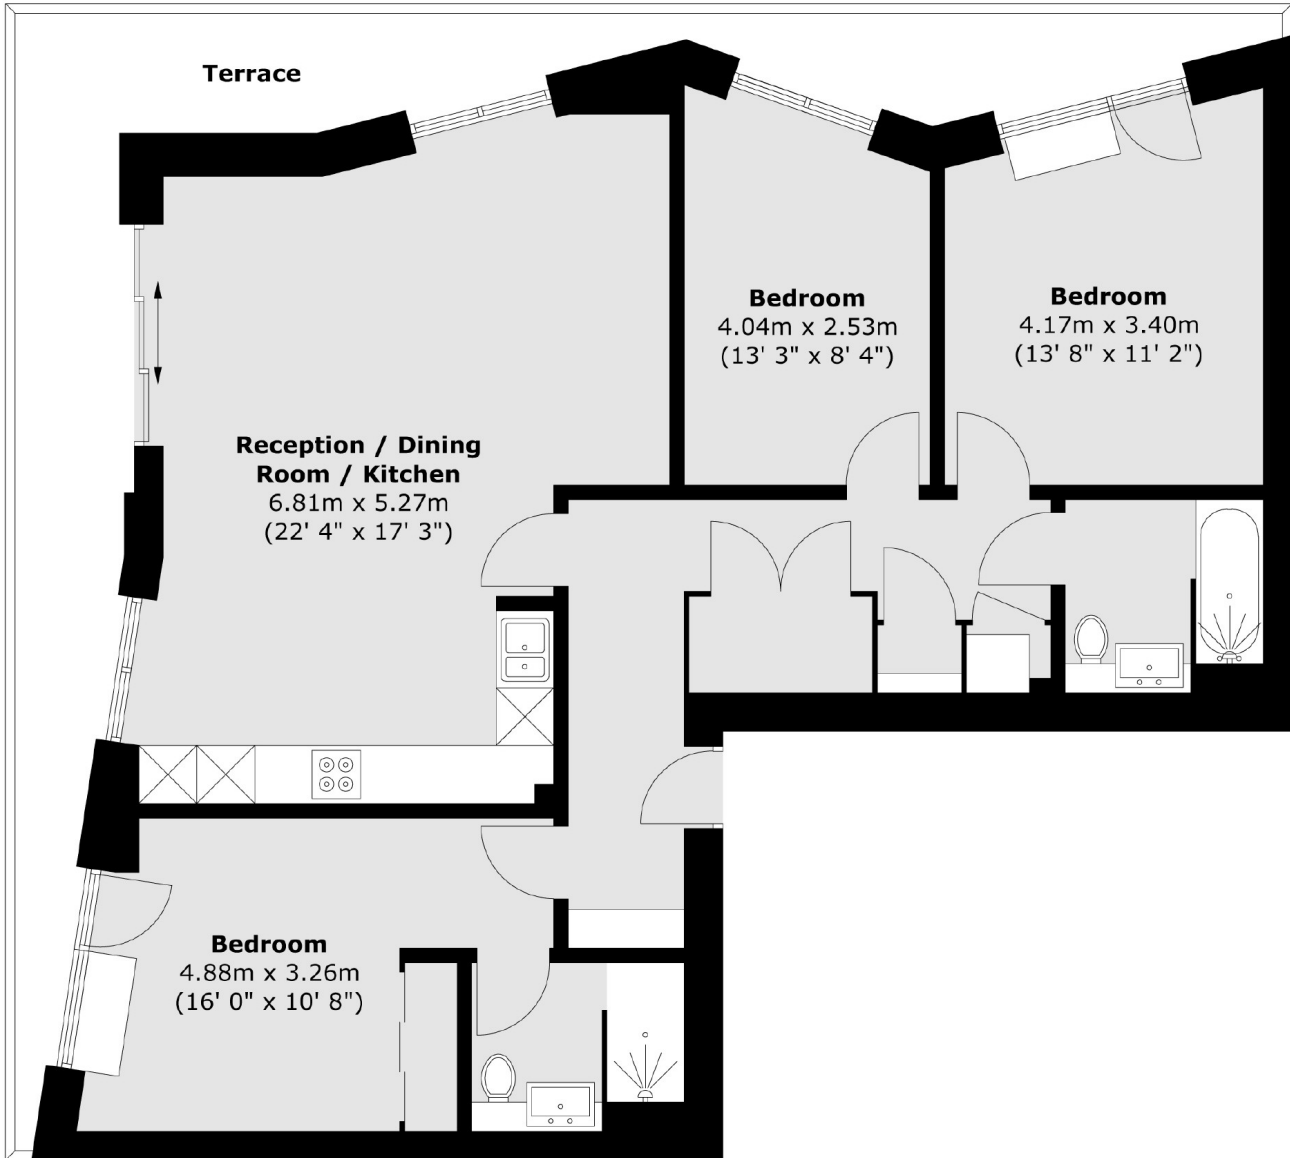 Terrace
Bedroom
4.04m x 2.53m
(13' 3" x 8' 4")
Bedroom
4.17m x 3.40m
(13' 8" x 11' 2")
Reception / Dining
Room / Kitchen
6.81m x 5.27m
(22' 4" x 17' 3")
Bedroom
4.88m x 3.26m
(16' 0" x 10' 8")